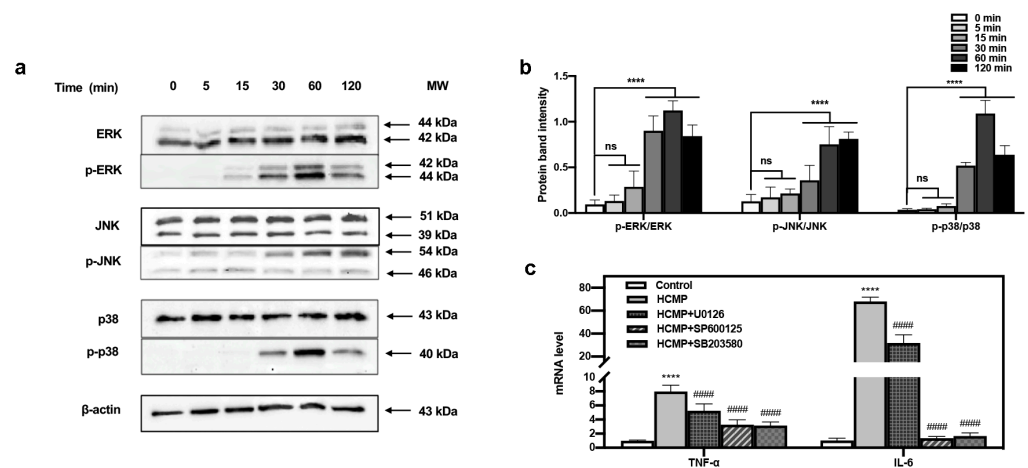 a
Time (min) 0 5 15 30 60 120 MW
ERK
44 kDa
42 kDa
p-ERK
42 kDa
44 kDa
JNK
51 kDa
39 kDa
p-JNK
54 kDa
46 kDa
p38
43 kDa
p-p38
40 kDa
β-actin
43 kDa
b
0 min
5 min
15 min
30 min
60 min
120 min
Protein band intensity
1.5
1.0
0.5
0.0
ns
****
ns
****
ns
****
p-ERK/ERK p-JNK/JNK p-p38/p38
c
Control
HCMP
HCMP+U0126
HCMP+SP600125
HCMP+SB203580
mRNA level
80
60
40
20
10
8
6
4
2
0
****
####
####
####
****
####
####
####
TNF-α IL-6